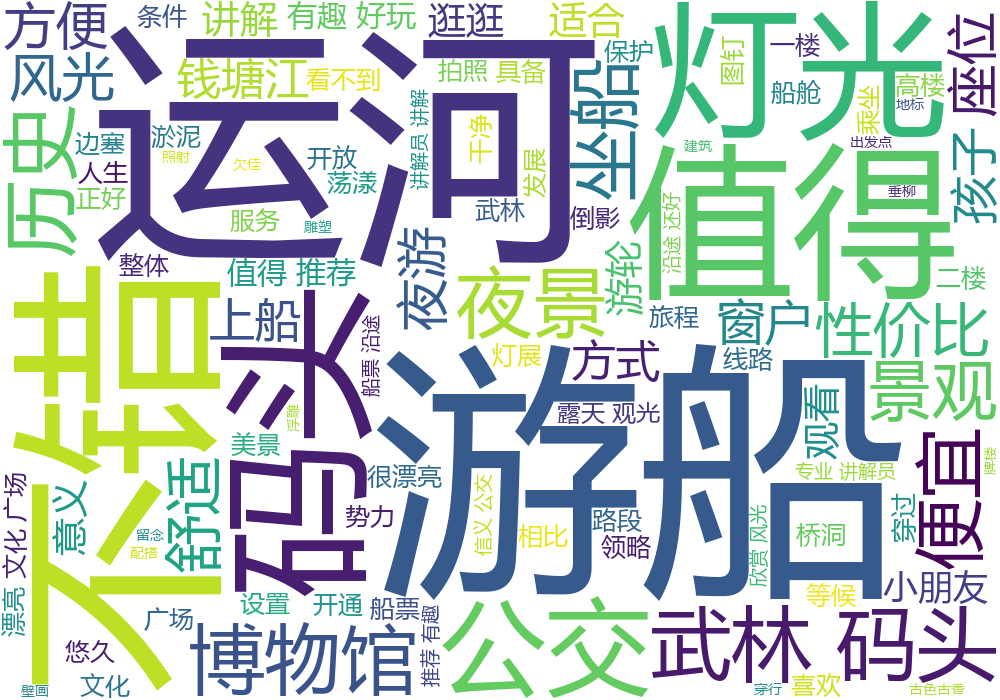 方便
条件
讲解
有趣 好玩
逛逛
适合
灯光
座位
运河
风光
钱塘江
看不到
拍照
具备
保护
坐船
图钉
一楼
船舱
高楼
乘坐
地标
历史
边塞
淤泥
照射
欠佳
开放
讲解员 讲解
干净
发展
建筑
出发点
值得
孩子
人生
正好
荡漾
服务
雕塑
武林
倒影
垂柳
整体
值得 推荐
夜游
夜景
游轮
沿途 还好
二楼
不错
上船
码头
船票 沿途
旅程
窗户
性价比
灯展
方式
线路
景观
游船
浮雕
美景
露天 观光
观看
便宜
牌楼
很漂亮
专业 讲解员
文化 广场
意义
舒适
势力
信义 公交
相比
路段
领略
欣赏 风光
桥洞
穿过
留念
配搭
漂亮
设置
开通
船票
等候
小朋友
广场
博物馆
推荐 有趣
公交
武林 码头
悠久
壁画
文化
穿行
喜欢
古色古香